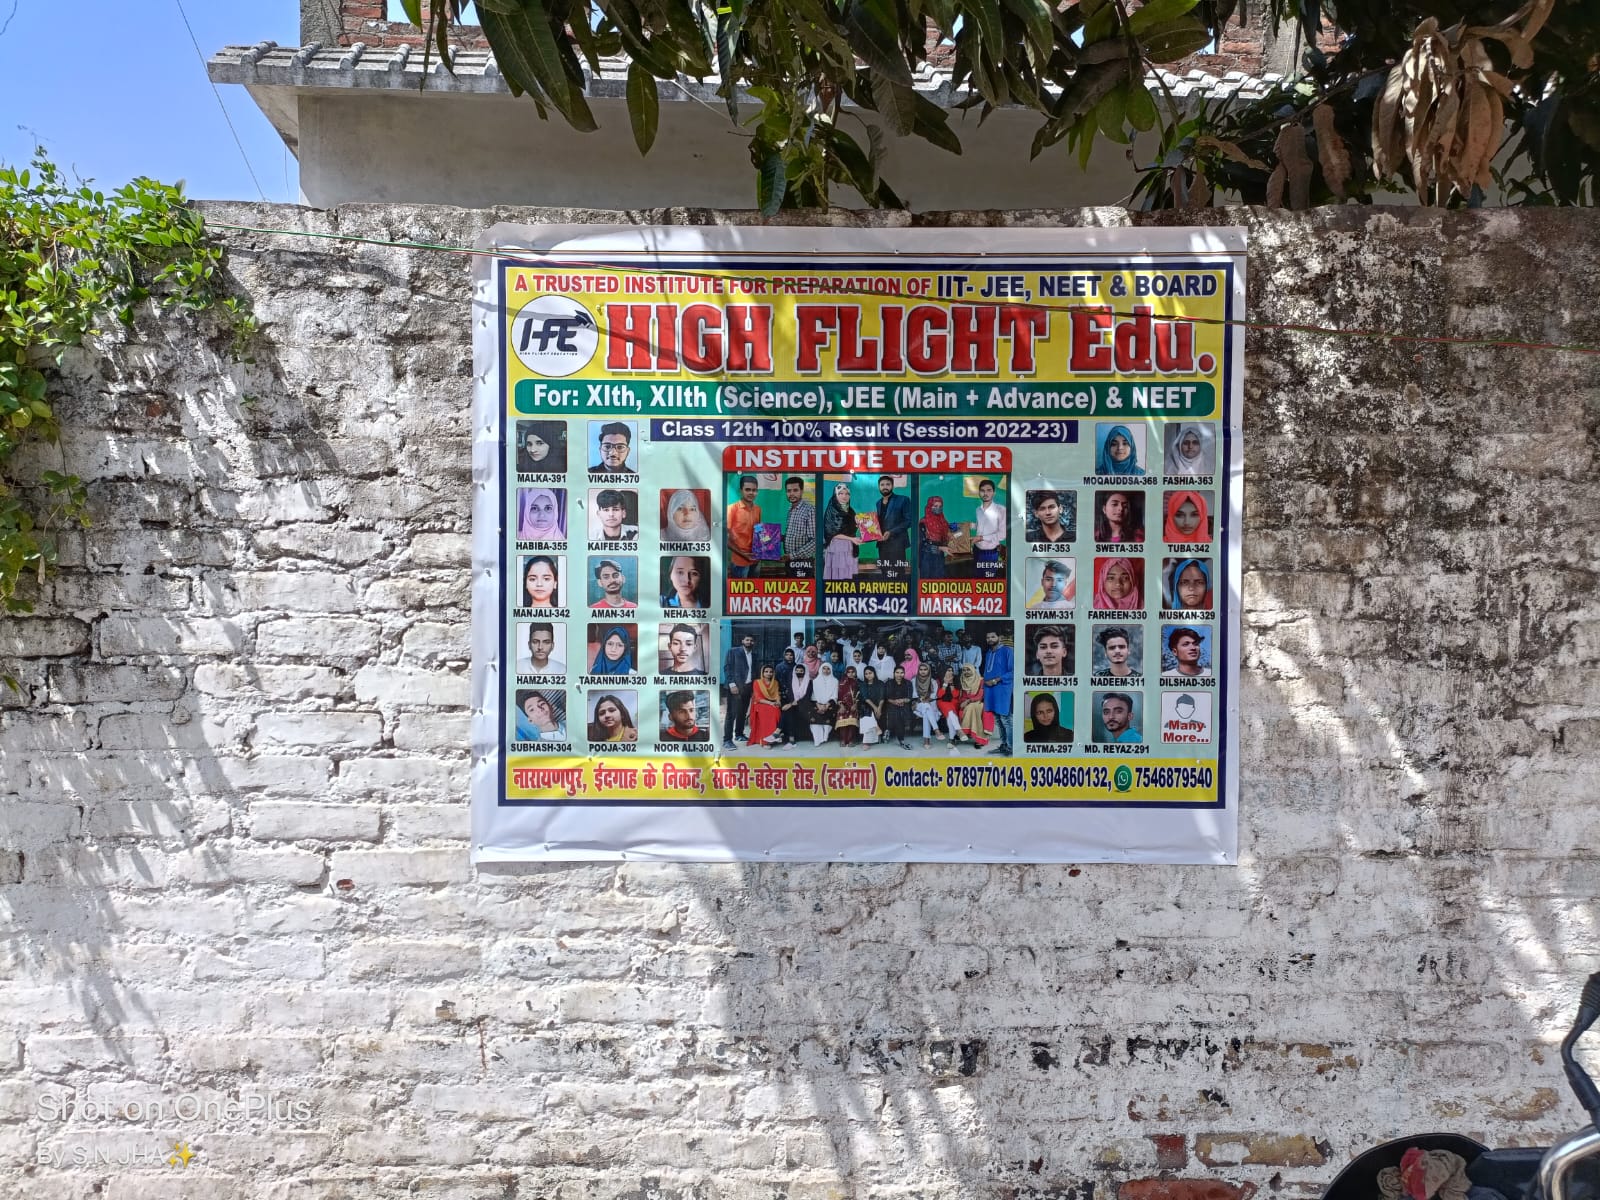 A TRUSTED INSTITUTE FOR PREPARATION OF IIT- JEE, NEET & BOARD
HFE
HIGH FLIGHT EDUCATION
HIGH FLIGHT Edu.
For: XIth, XIIth (Science), JEE (Main + Advance) & NEET
Class 12th 100% Result (Session 2022-23)
INSTITUTE TOPPER
MALKA-391 VIKASH-370
MOQAUDDSA-368 FASHIA-363
HABIBA-355 KAIFEE-353 NIKHAT-353
ASIF-353 SWETA-353 TUBA-342
GOPAL Sir
S.N. Jha Sir
DEEPAK Sir
MD. MUAZ ZIKRA PARWEEN SIDDIQUA SAUD
MARKS-407 MARKS-402 MARKS-402
MANJALI-342 AMAN-341 NEHA-332
SHYAM-331 FARHEEN-330 MUSKAN-329
HAMZA-322 TARANNUM-320 Md. FARHAN-319
WASEEM-315 NADEEM-311 DILSHAD-305
Many
More...
SUBHASH-304 POOJA-302 NOOR ALI-300
FATMA-297 MD. REYAZ-291
नारायणपुर, ईदगाह के निकट, सकरी-बहेड़ा रोड, (दरभंगा) Contact:- 8789770149, 9304860132, 7546879540
Shot on OnePlus
By S.N JHA✨